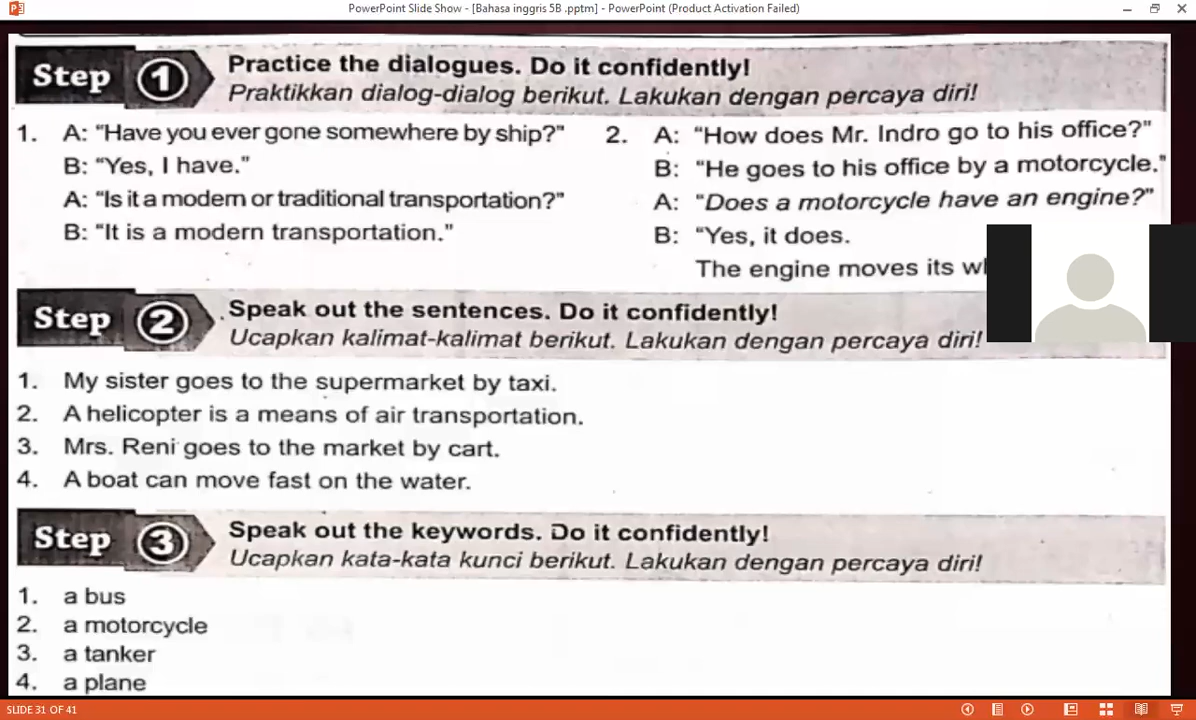 PowerPoint Slide Show - [Bahasa inggris 5B .pptm] - PowerPoint (Product Activation Failed)
Step 1 Practice the dialogues. Do it confidently!
Praktikkan dialog-dialog berikut. Lakukan dengan percaya diri!
1. A: “Have you ever gone somewhere by ship?”
B: “Yes, I have.”
A: “Is it a modern or traditional transportation?”
B: “It is a modern transportation.”
2. A: “How does Mr. Indro go to his office?”
B: “He goes to his office by a motorcycle.”
A: “Does a motorcycle have an engine?”
B: “Yes, it does.
The engine moves its
Step 2 Speak out the sentences. Do it confidently!
Ucapkan kalimat-kalimat berikut. Lakukan dengan percaya diri!
1. My sister goes to the supermarket by taxi.
2. A helicopter is a means of air transportation.
3. Mrs. Reni goes to the market by cart.
4. A boat can move fast on the water.
Step 3 Speak out the keywords. Do it confidently!
Ucapkan kata-kata kunci berikut. Lakukan dengan percaya diri!
1. a bus
2. a motorcycle
3. a tanker
4. a plane
SLIDE 31 OF 41